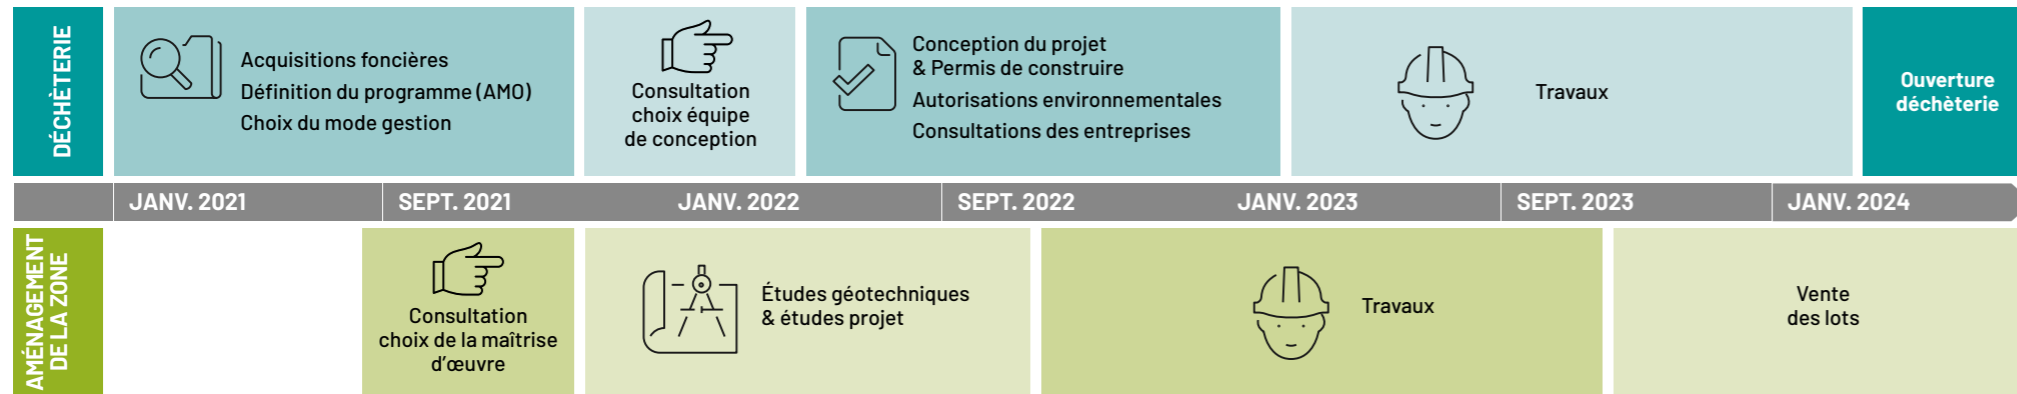 DÉCHÈTERIE
Acquisitions foncières
Définition du programme (AMO)
Choix du mode gestion
Consultation
choix équipe
de conception
Conception du projet
& Permis de construire
Autorisations environnementales
Consultations des entreprises
Travaux
Ouverture
déchèterie
JANV. 2021
SEPT. 2021
JANV. 2022
SEPT. 2022
JANV. 2023
SEPT. 2023
JANV. 2024
AMÉNAGEMENT
DE LA ZONE
Consultation
choix de la maîtrise
d'œuvre
Études géotechniques
& études projet
Travaux
Vente
des lots